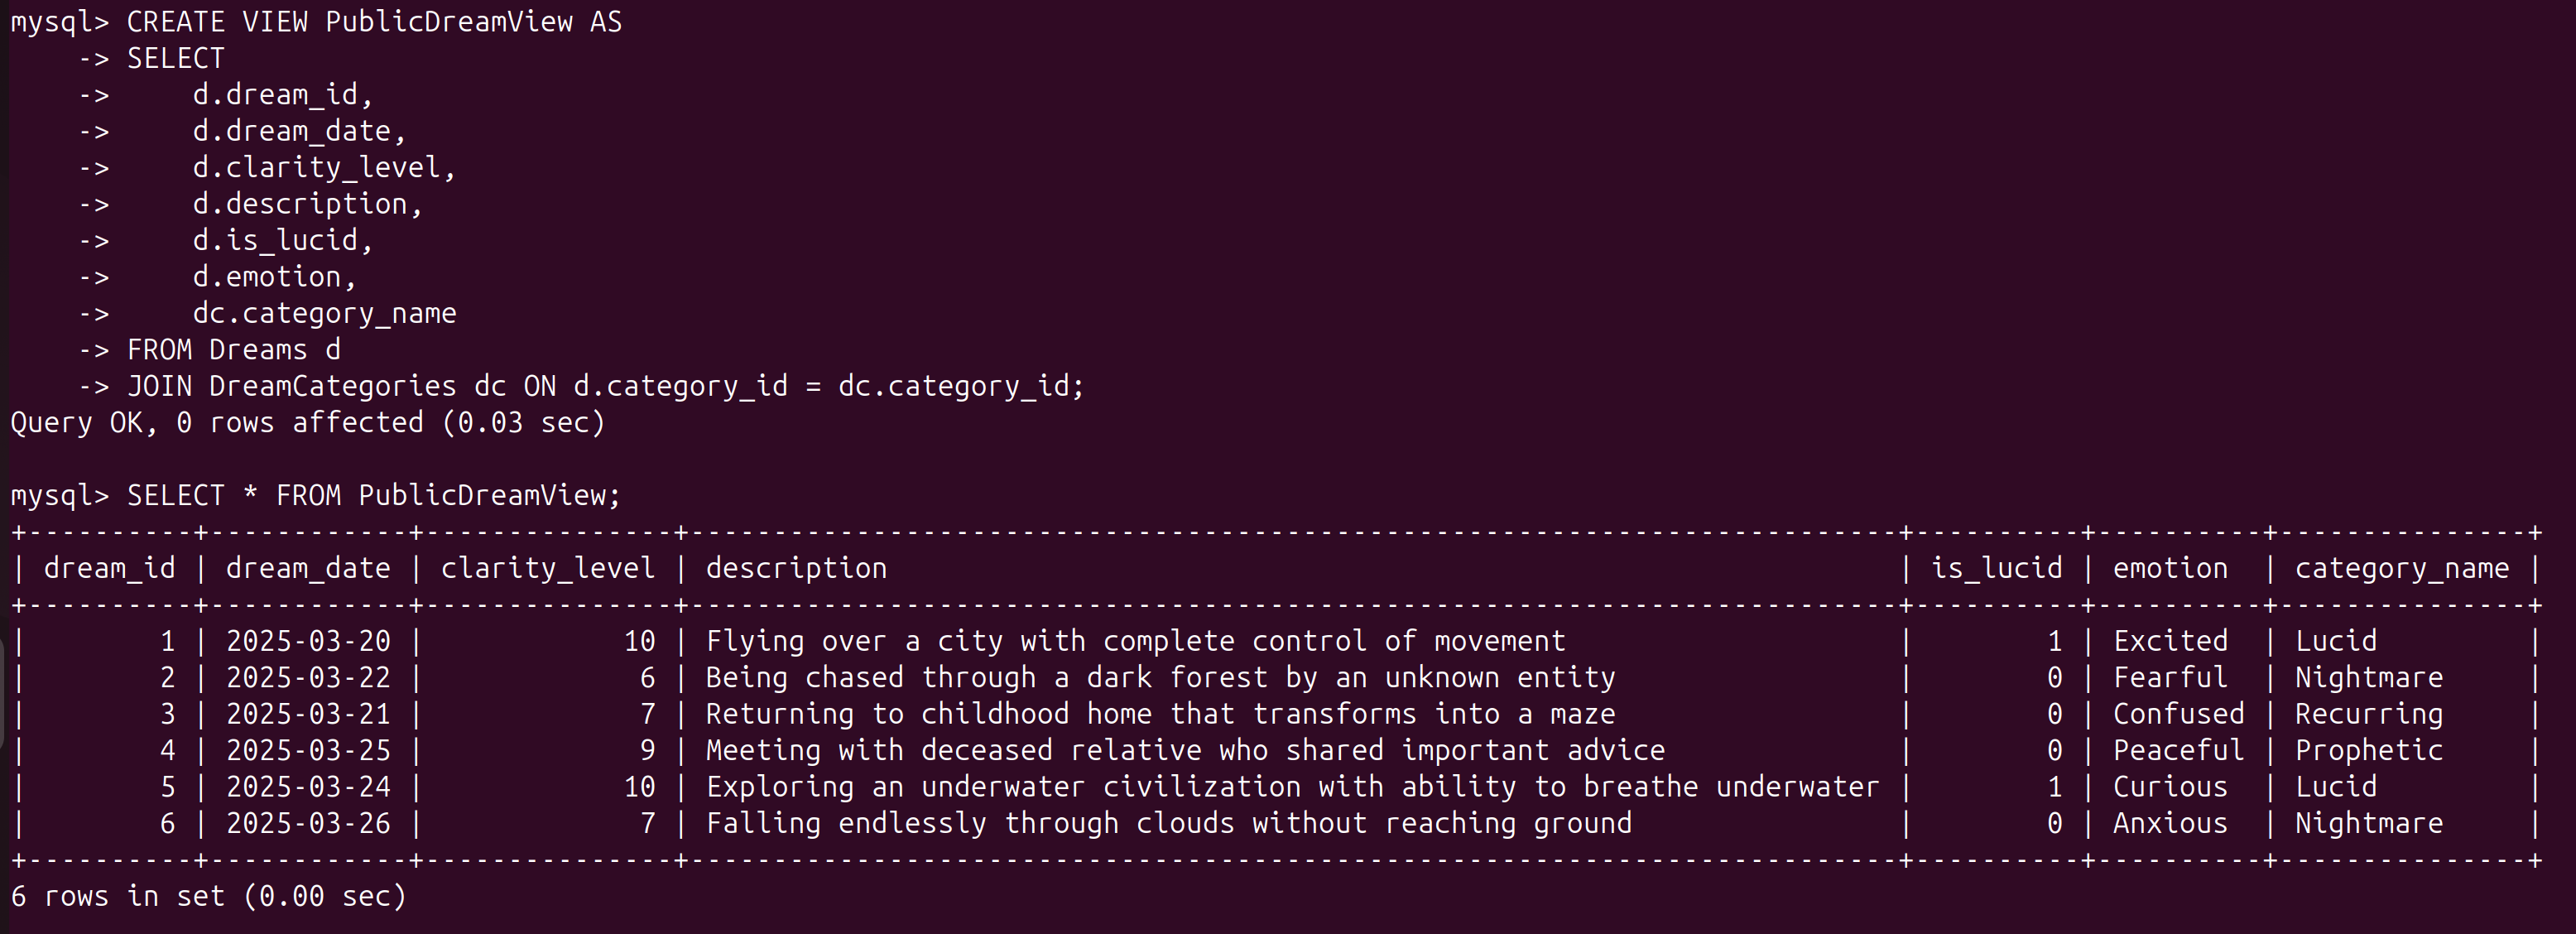 mysql> CREATE VIEW PublicDreamView AS
    -> SELECT
    ->     d.dream_id,
    ->     d.dream_date,
    ->     d.clarity_level,
    ->     d.description,
    ->     d.is_lucid,
    ->     d.emotion,
    ->     dc.category_name
    -> FROM Dreams d
    -> JOIN DreamCategories dc ON d.category_id = dc.category_id;
Query OK, 0 rows affected (0.03 sec)

mysql> SELECT * FROM PublicDreamView;
+----------+------------+---------------+-------------------------------------------------------------------------+----------+----------+---------------+
| dream_id | dream_date | clarity_level | description                                                             | is_lucid | emotion  | category_name |
+----------+------------+---------------+-------------------------------------------------------------------------+----------+----------+---------------+
|        1 | 2025-03-20 |            10 | Flying over a city with complete control of movement                    |        1 | Excited  | Lucid         |
|        2 | 2025-03-22 |             6 | Being chased through a dark forest by an unknown entity                 |        0 | Fearful  | Nightmare     |
|        3 | 2025-03-21 |             7 | Returning to childhood home that transforms into a maze                 |        0 | Confused | Recurring     |
|        4 | 2025-03-25 |             9 | Meeting with deceased relative who shared important advice              |        0 | Peaceful | Prophetic     |
|        5 | 2025-03-24 |            10 | Exploring an underwater civilization with ability to breathe underwater |        1 | Curious  | Lucid         |
|        6 | 2025-03-26 |             7 | Falling endlessly through clouds without reaching ground                |        0 | Anxious  | Nightmare     |
+----------+------------+---------------+-------------------------------------------------------------------------+----------+----------+---------------+
6 rows in set (0.00 sec)